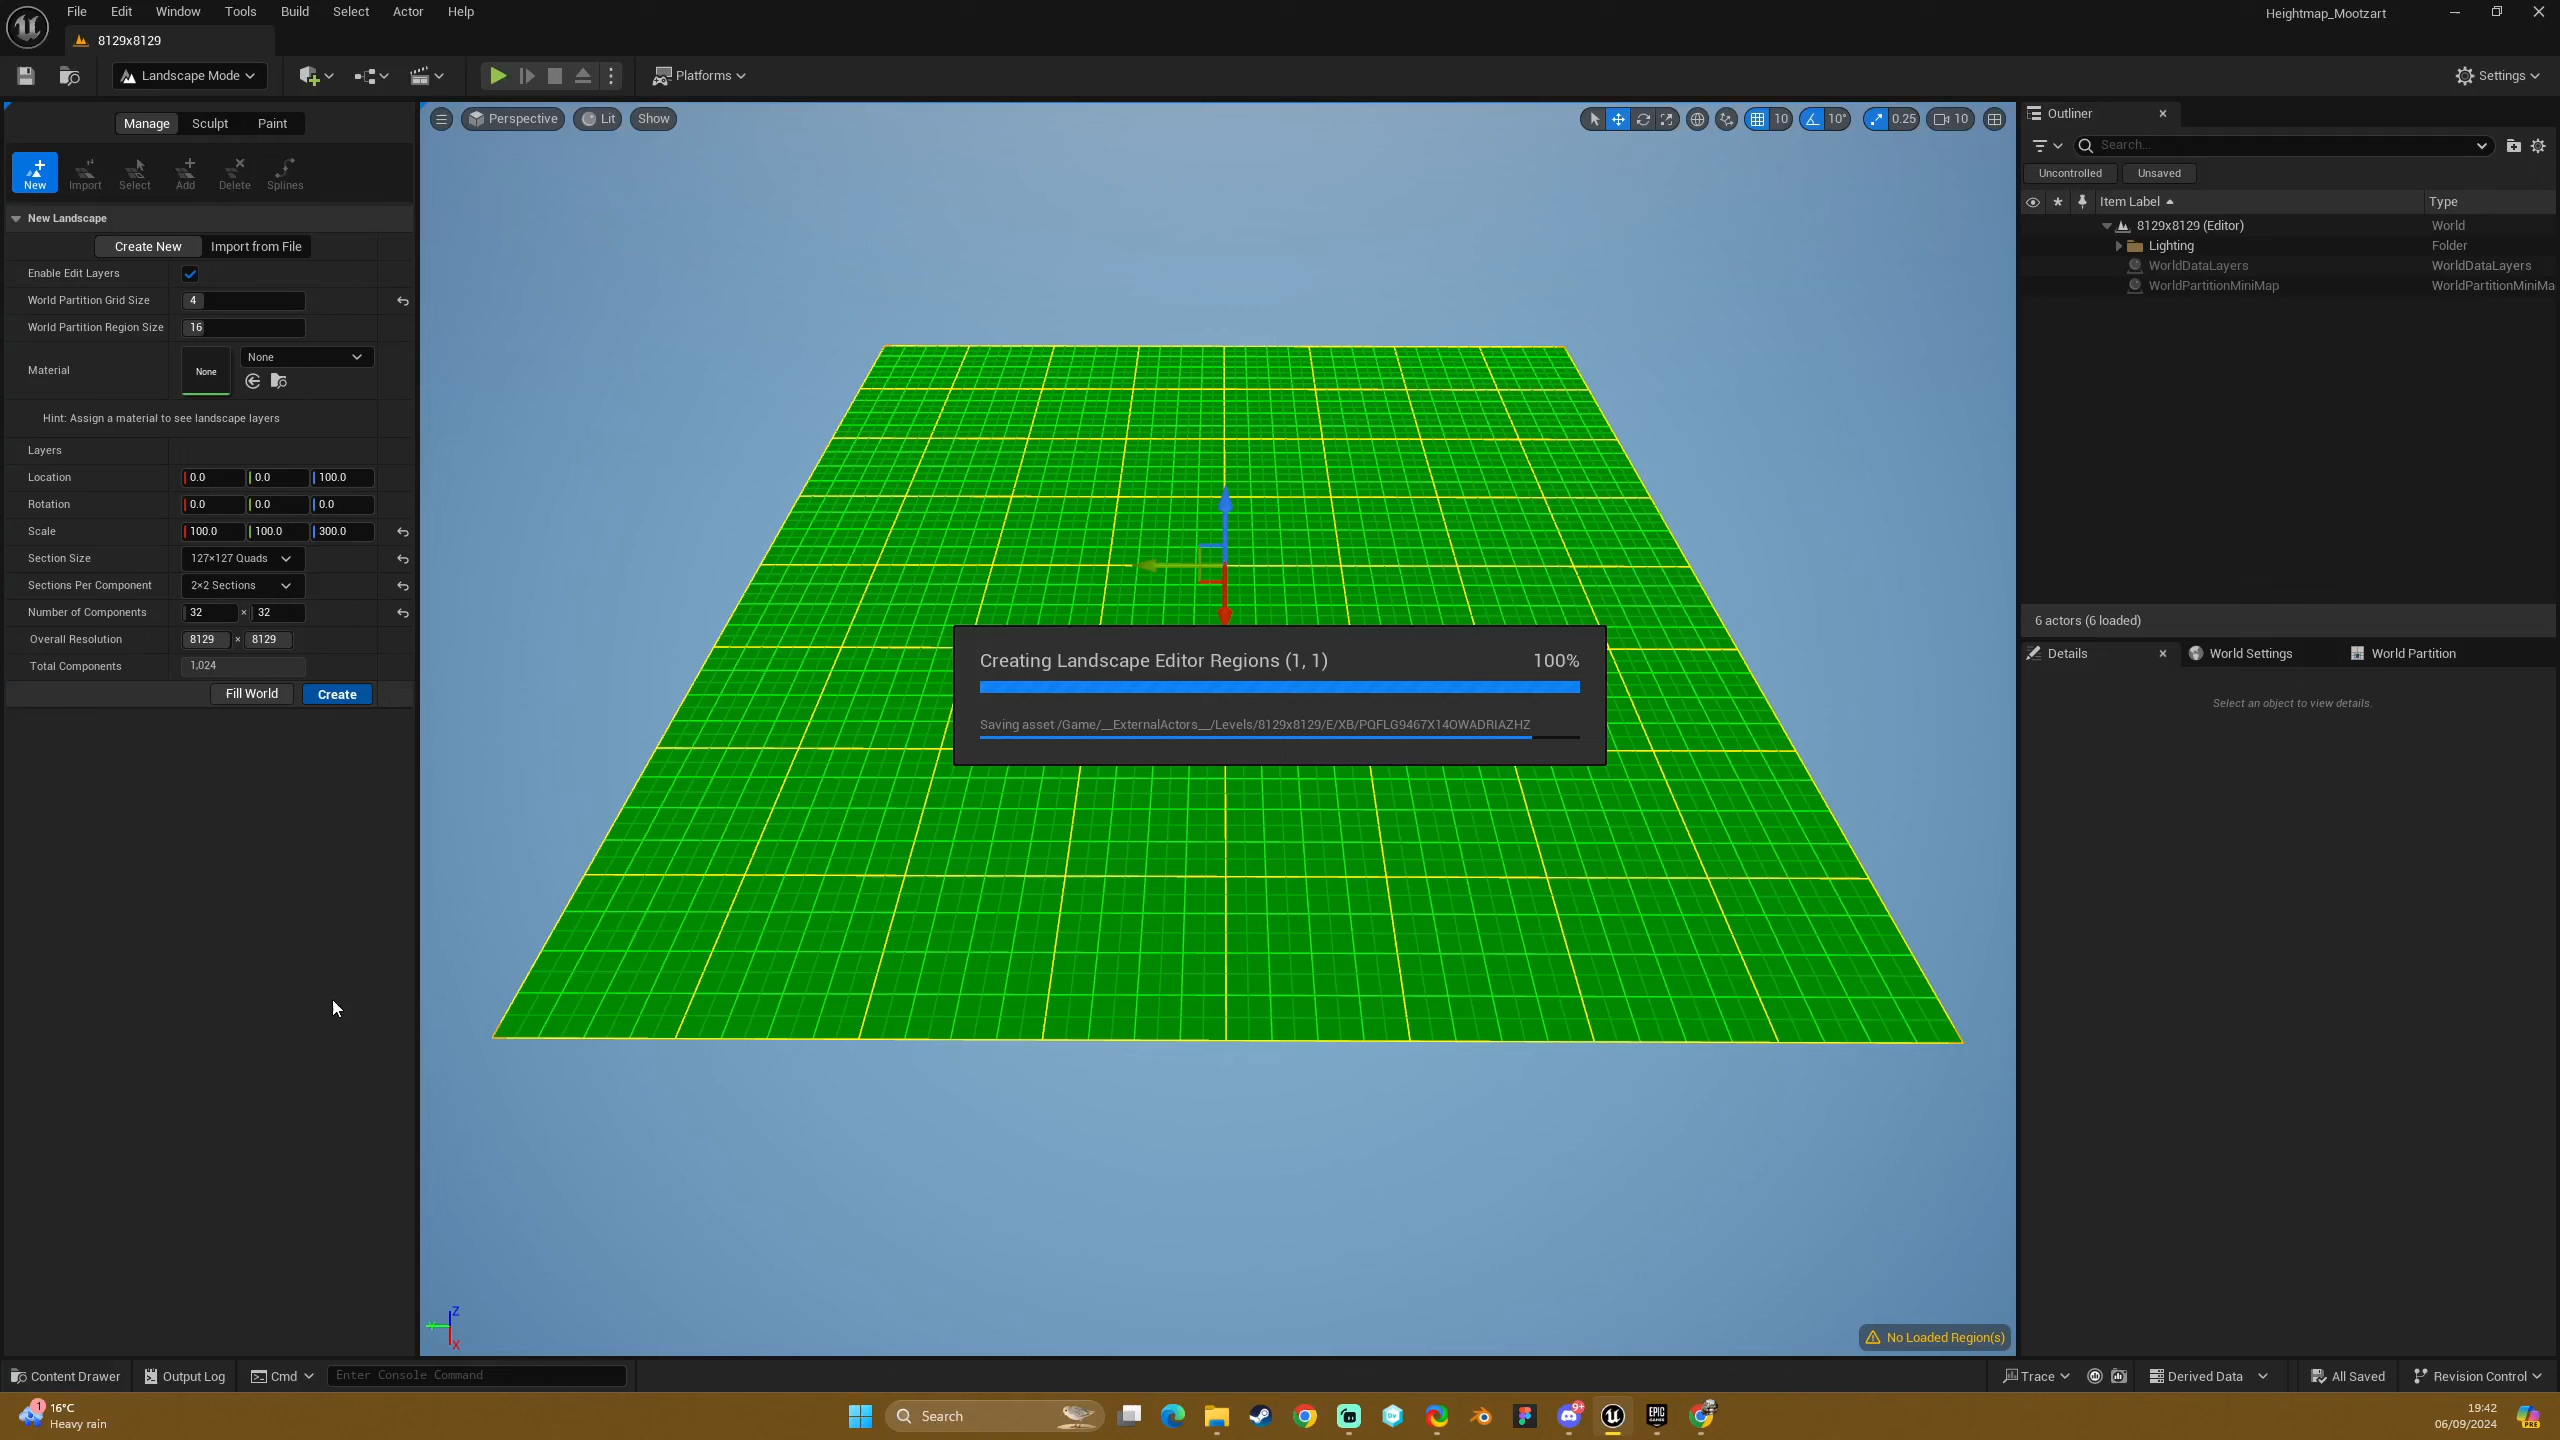 File Edit Window Tools Build Select Actor Help
Heightmap_Mootzart
8129x8129
Landscape Mode
Platforms
Settings
Manage Sculpt Paint
New Import Select Add Delete Splines
New Landscape
Create New Import from File
Enable Edit Layers
World Partition Grid Size 4
World Partition Region Size 16
Material None None
Hint: Assign a material to see landscape layers
Layers
Location 0.0 0.0 100.0
Rotation 0.0 0.0 0.0
Scale 100.0 100.0 300.0
Section Size 127×127 Quads
Sections Per Component 2×2 Sections
Number of Components 32 × 32
Overall Resolution 8129 × 8129
Total Components 1,024
Fill World Create
Perspective Lit Show
10 10° 0.25 10
Creating Landscape Editor Regions (1, 1) 100%
Saving asset /Game/__ExternalActors__/Levels/8129x8129/E/XB/PQFLG9467X14OWADRIAZHZ
Z
Y
X
No Loaded Region(s)
Outliner
Search...
Uncontrolled Unsaved
Item Label Type
8129x8129 (Editor) World
Lighting Folder
WorldDataLayers WorldDataLayers
WorldPartitionMiniMap WorldPartitionMiniMa
6 actors (6 loaded)
Details World Settings World Partition
Select an object to view details.
Content Drawer Output Log Cmd Enter Console Command
Trace Derived Data All Saved Revision Control
1
16°C
Heavy rain
Search
9+
EPIC GAMES
19:42
06/09/2024
PRE